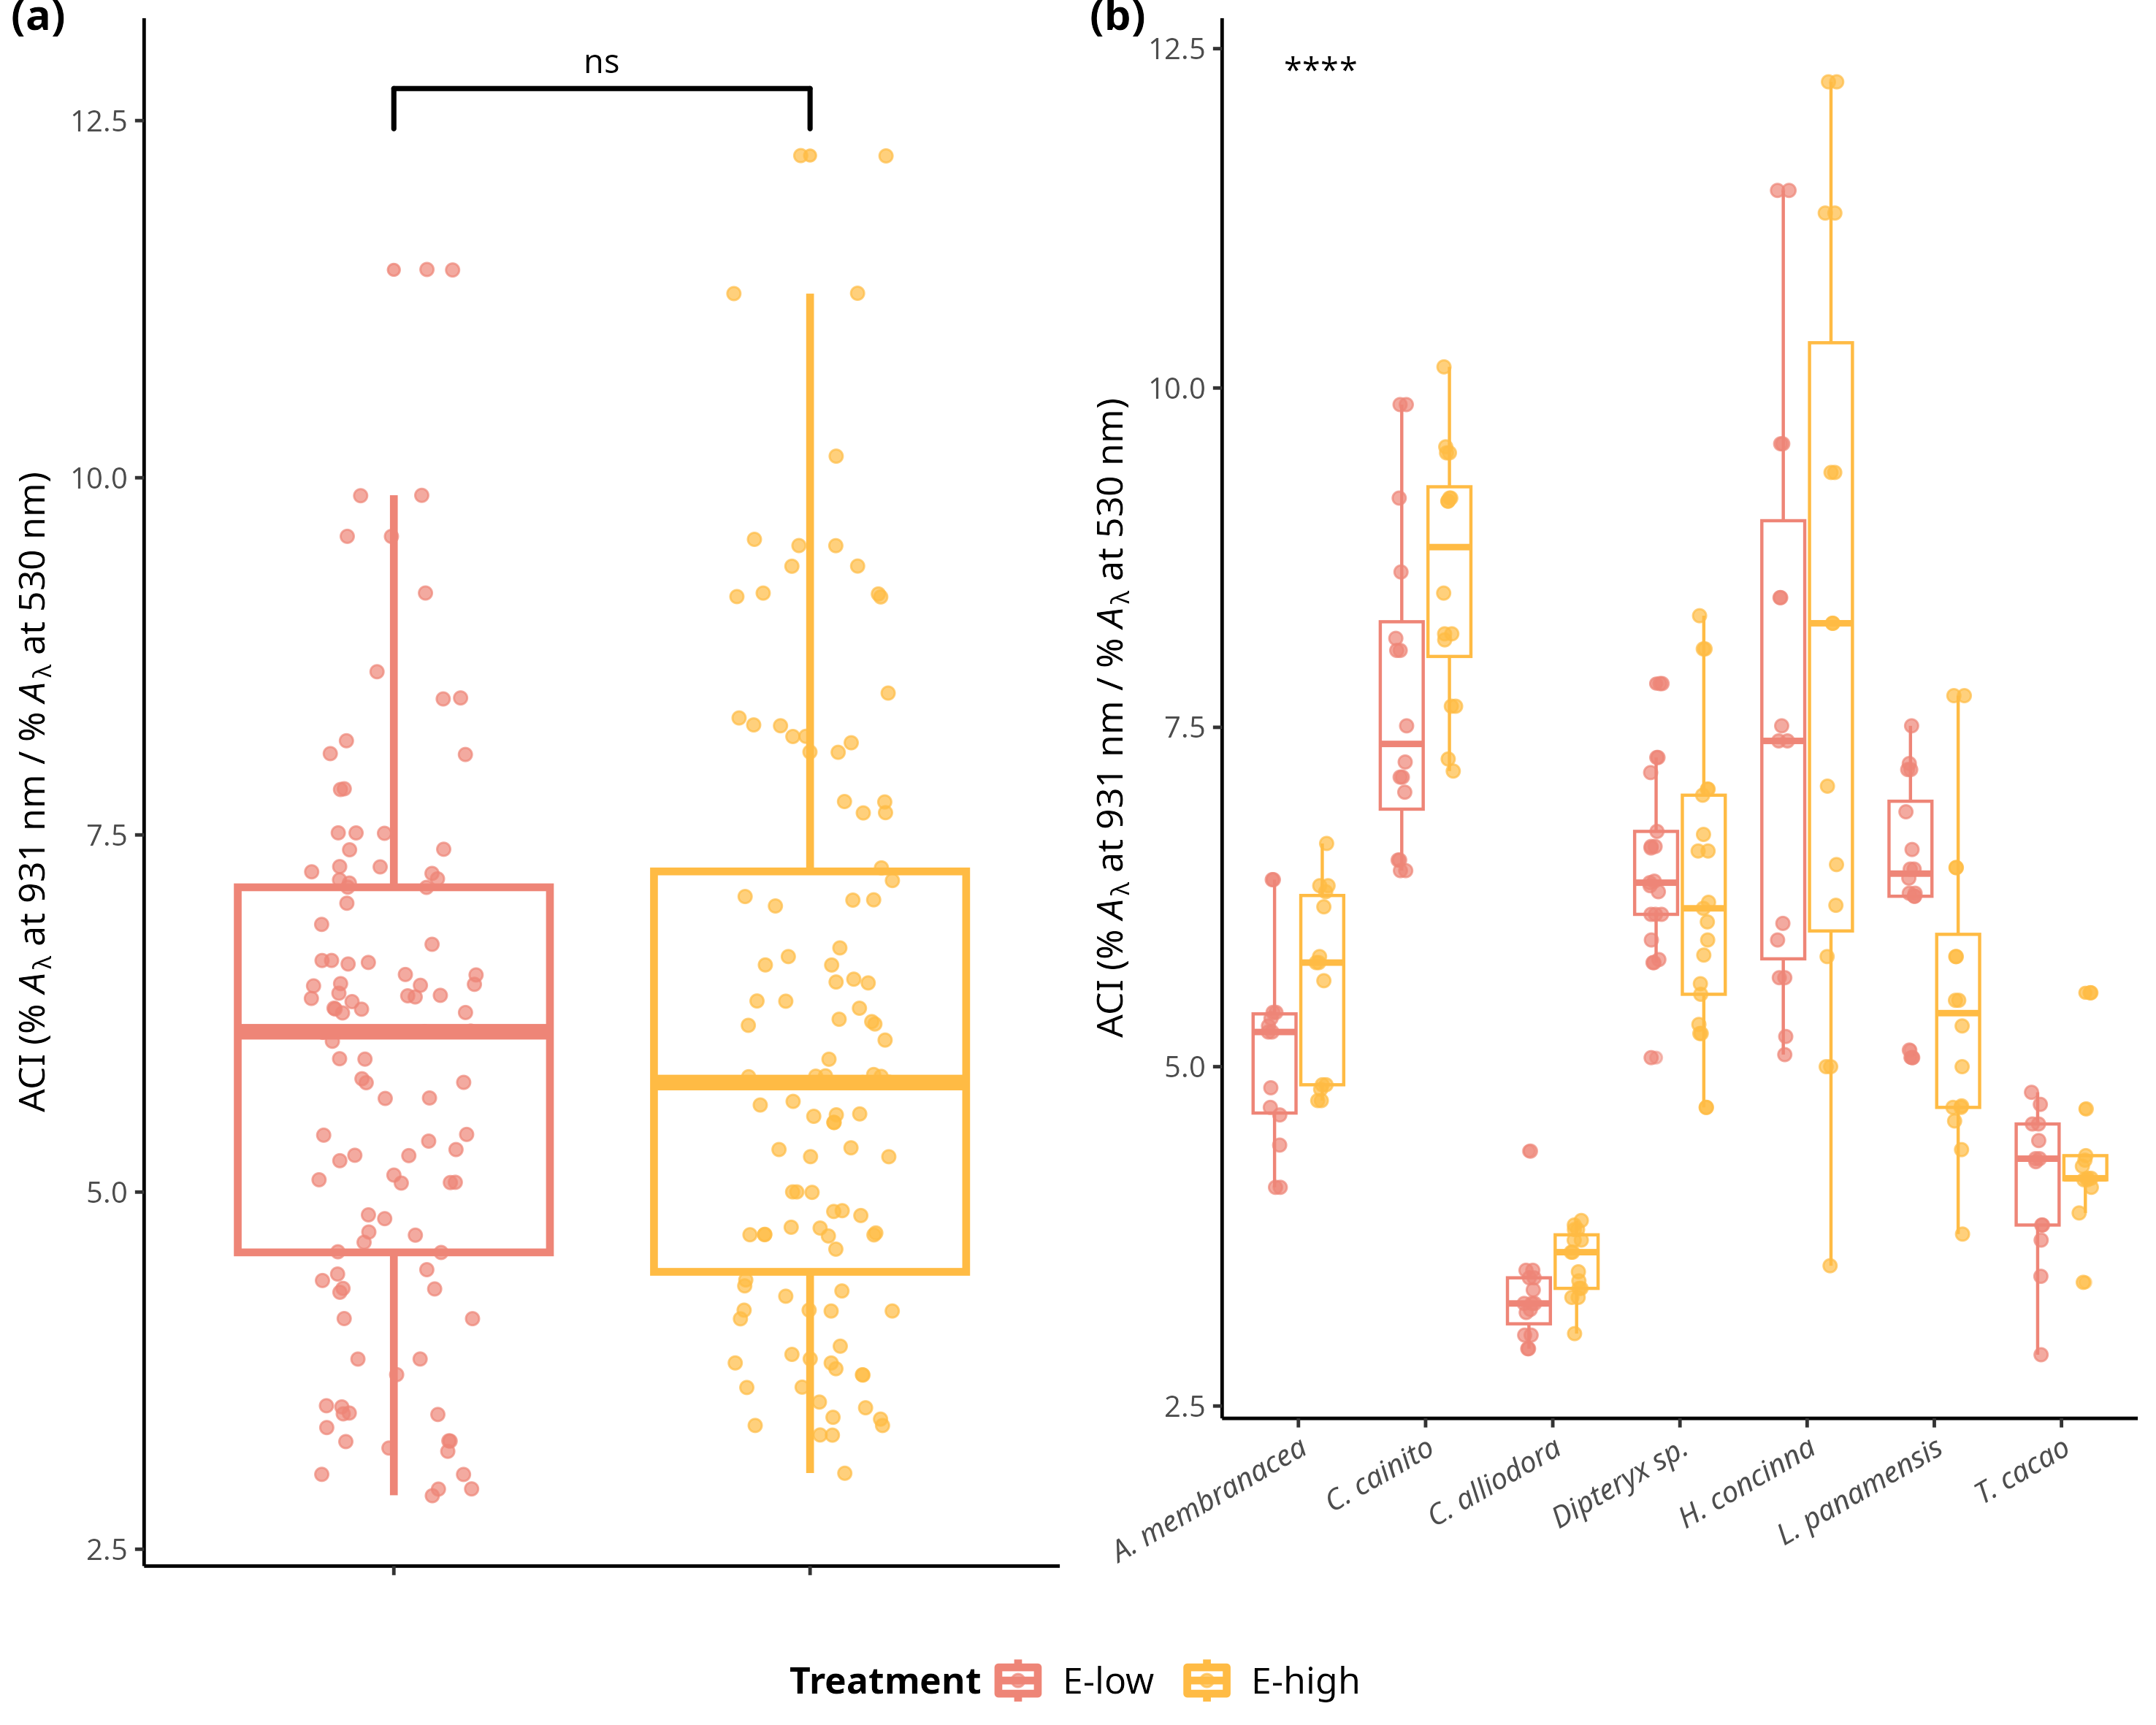 (a)
ns
12.5
10.0
7.5
5.0
2.5
ACI (% Aλ at 931 nm / % Aλ at 530 nm)
(b)
****
12.5
10.0
7.5
5.0
2.5
ACI (% Aλ at 931 nm / % Aλ at 530 nm)
A. membranacea
C. cainito
C. alliodora
Dipteryx sp.
H. concinna
L. panamensis
T. cacao
Treatment E-low E-high